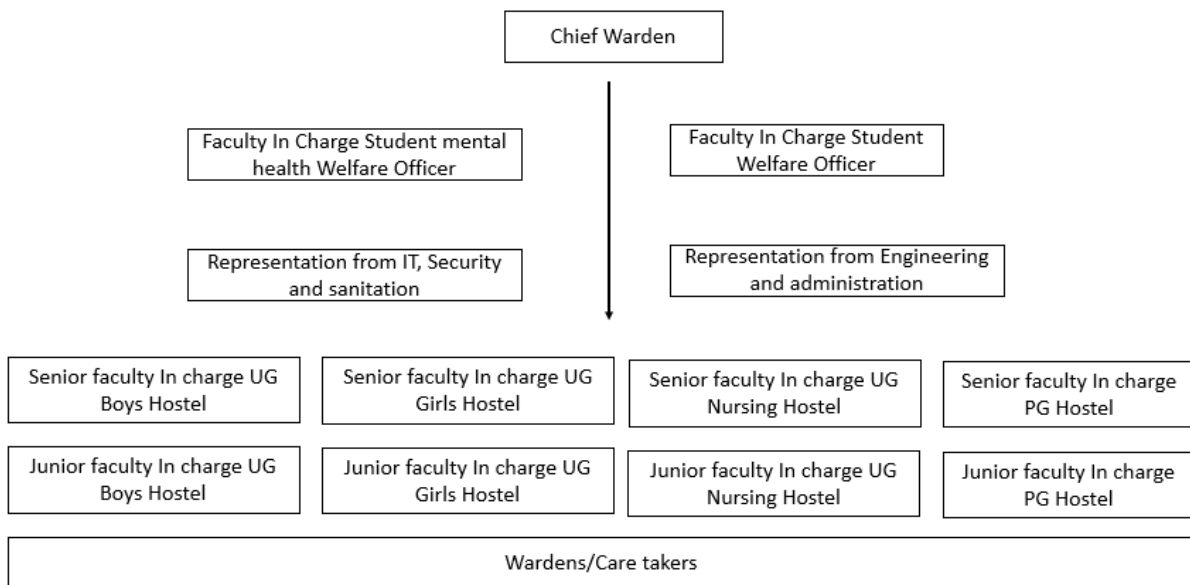 Chief Warden
Faculty In Charge Student mental
health Welfare Officer
Faculty In Charge Student
Welfare Officer
Representation from IT, Security
and sanitation
Representation from Engineering
and administration
Senior faculty In charge UG
Boys Hostel
Senior faculty In charge UG
Girls Hostel
Senior faculty In charge UG
Nursing Hostel
Senior faculty In charge
PG Hostel
Junior faculty In charge UG
Boys Hostel
Junior faculty In charge UG
Girls Hostel
Junior faculty In charge UG
Nursing Hostel
Junior faculty In charge
PG Hostel
Wardens/Care takers